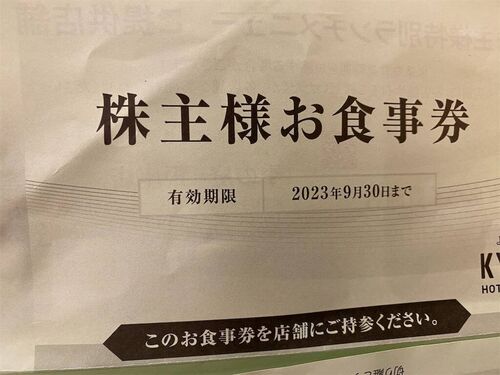 株主様お食事券
有効期限 2023年9月30日まで
HOT
このお食事券を店舗にご持参ください。